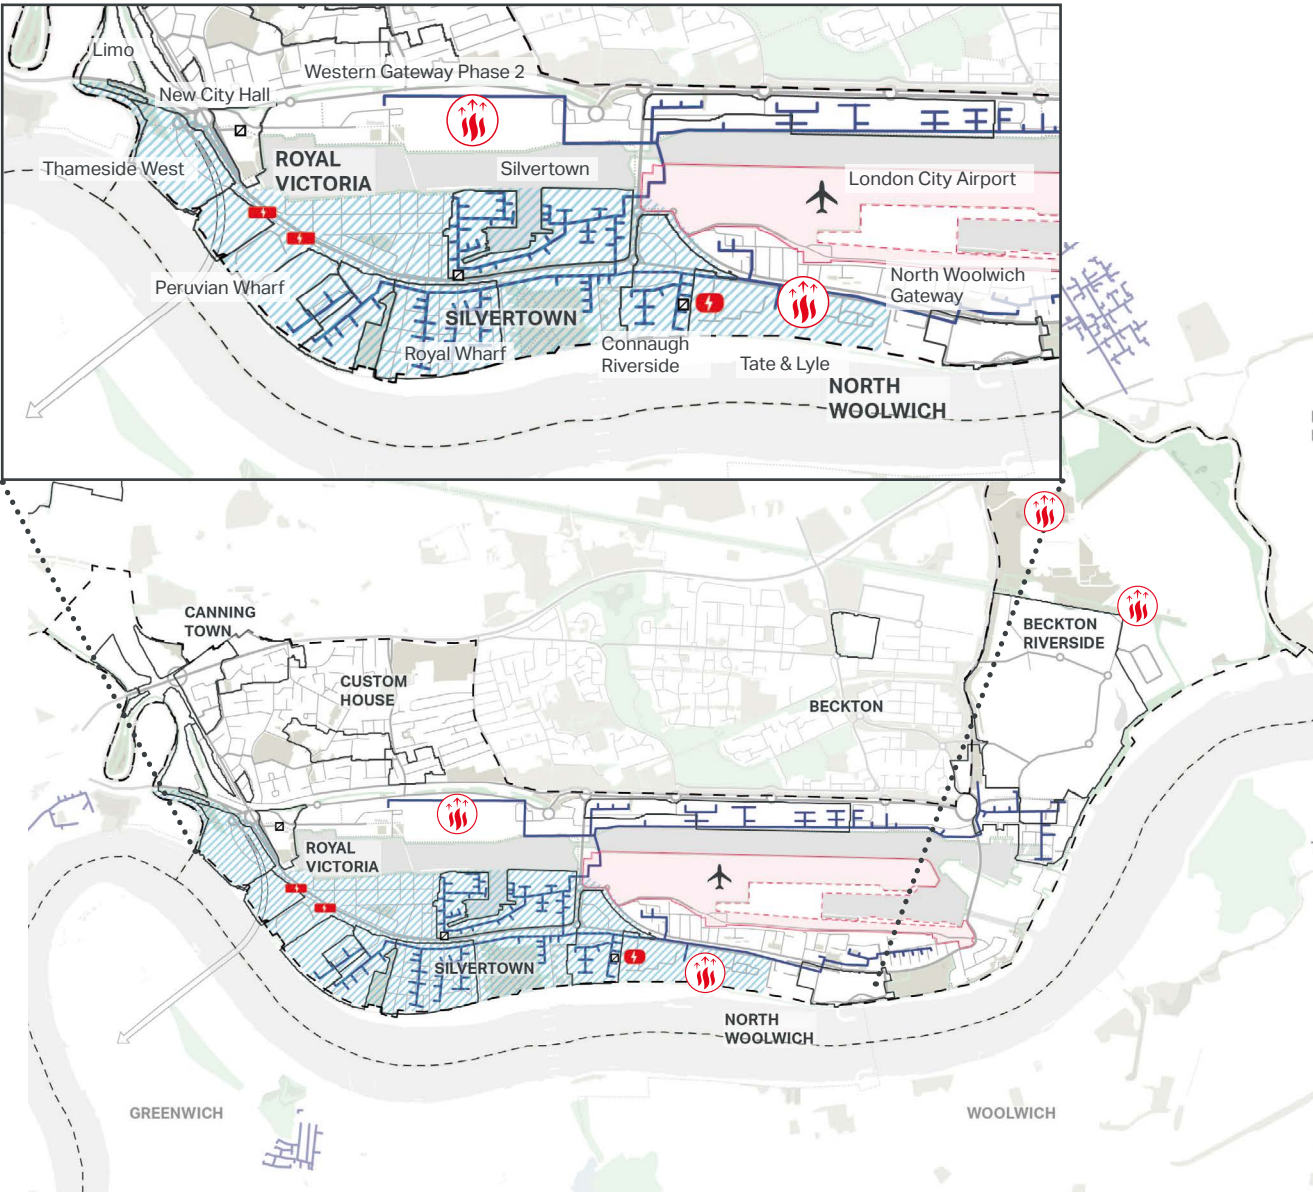 Limo
Western Gateway Phase 2
New City Hall
Thameside West
ROYAL
VICTORIA
Silvertown
London City Airport
Peruvian Wharf
North Woolwich
Gateway
SILVERTOWN
Royal Wharf
Connaugh
Riverside
Tate & Lyle
NORTH
WOOLWICH
CANNING
TOWN
CUSTOM
HOUSE
BECKTON
RIVERSIDE
BECKTON
ROYAL
VICTORIA
SILVERTOWN
NORTH
WOOLWICH
GREENWICH
WOOLWICH